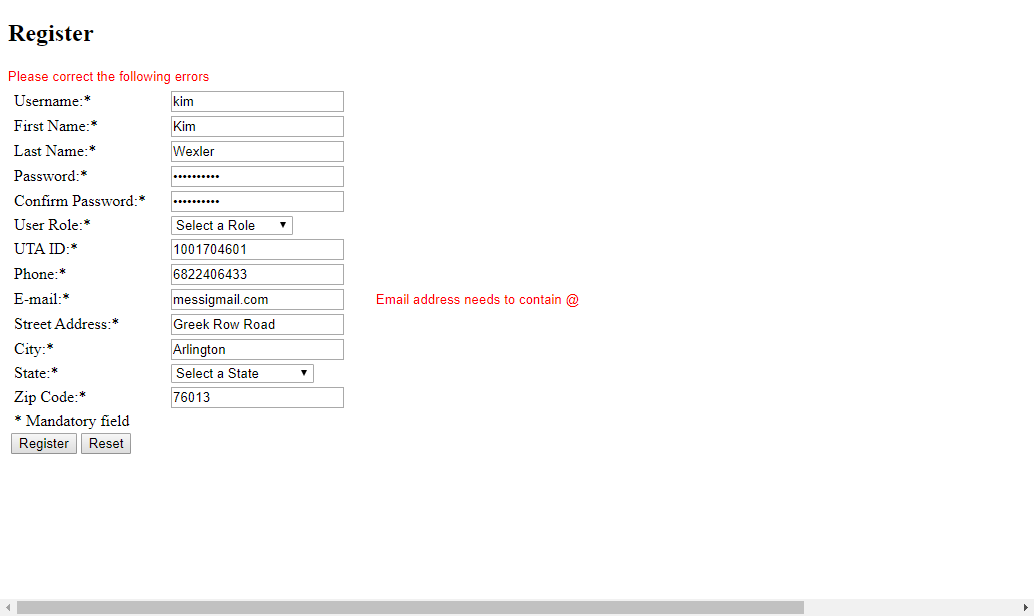 Register
Please correct the following errors
Username:* kim
First Name:* Kim
Last Name:* Wexler
Password:* ••••••••••
Confirm Password:* ••••••••••
User Role:* Select a Role
UTA ID:* 1001704601
Phone:* 6822406433
E-mail:* messigmail.com Email address needs to contain @
Street Address:* Greek Row Road
City:* Arlington
State:* Select a State
Zip Code:* 76013
* Mandatory field
Register Reset